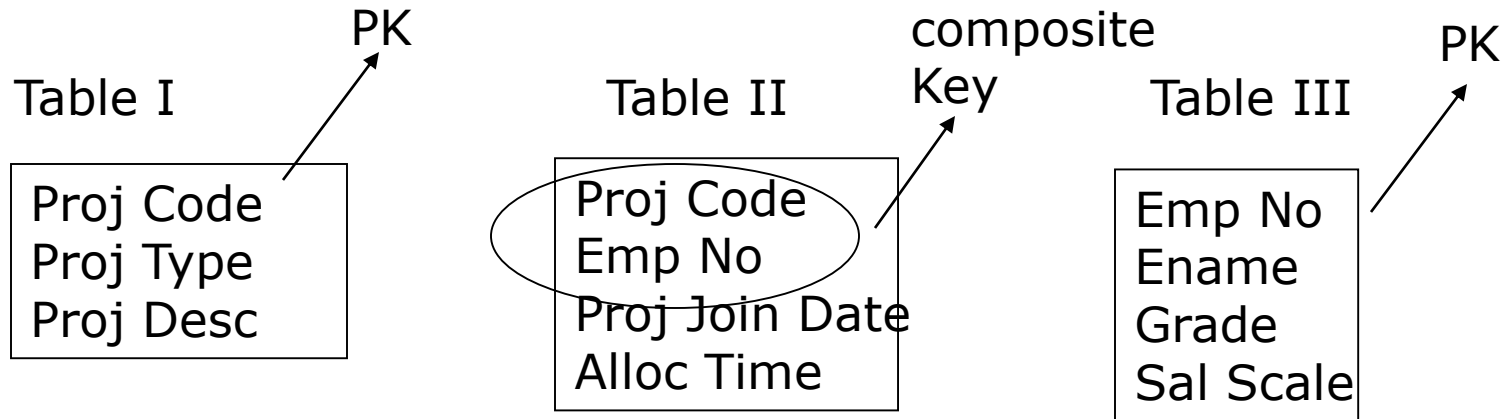 PK
Table I
Proj Code
Proj Type
Proj Desc
composite
Key
Table II
Proj Code
Emp No
Proj Join Date
Alloc Time
PK
Table III
Emp No
Ename
Grade
Sal Scale